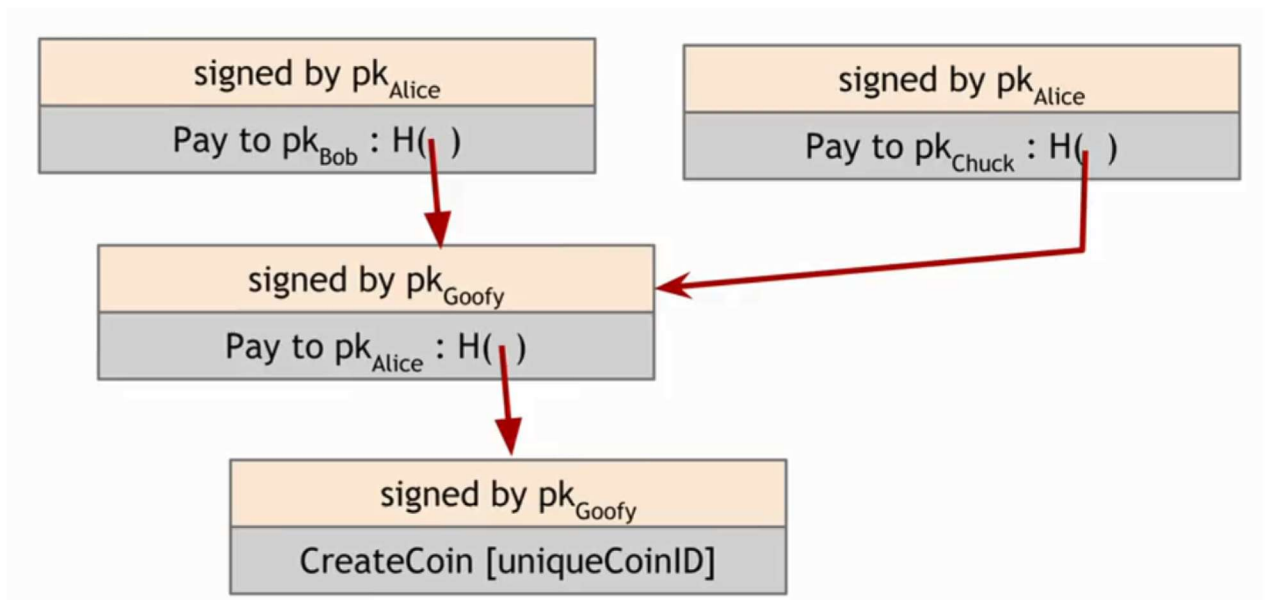 signed by pkAlice
Pay to pkBob : H( )
signed by pkAlice
Pay to pkChuck : H( )
signed by pkGoofy
Pay to pkAlice : H( )
signed by pkGoofy
CreateCoin [uniqueCoinID]